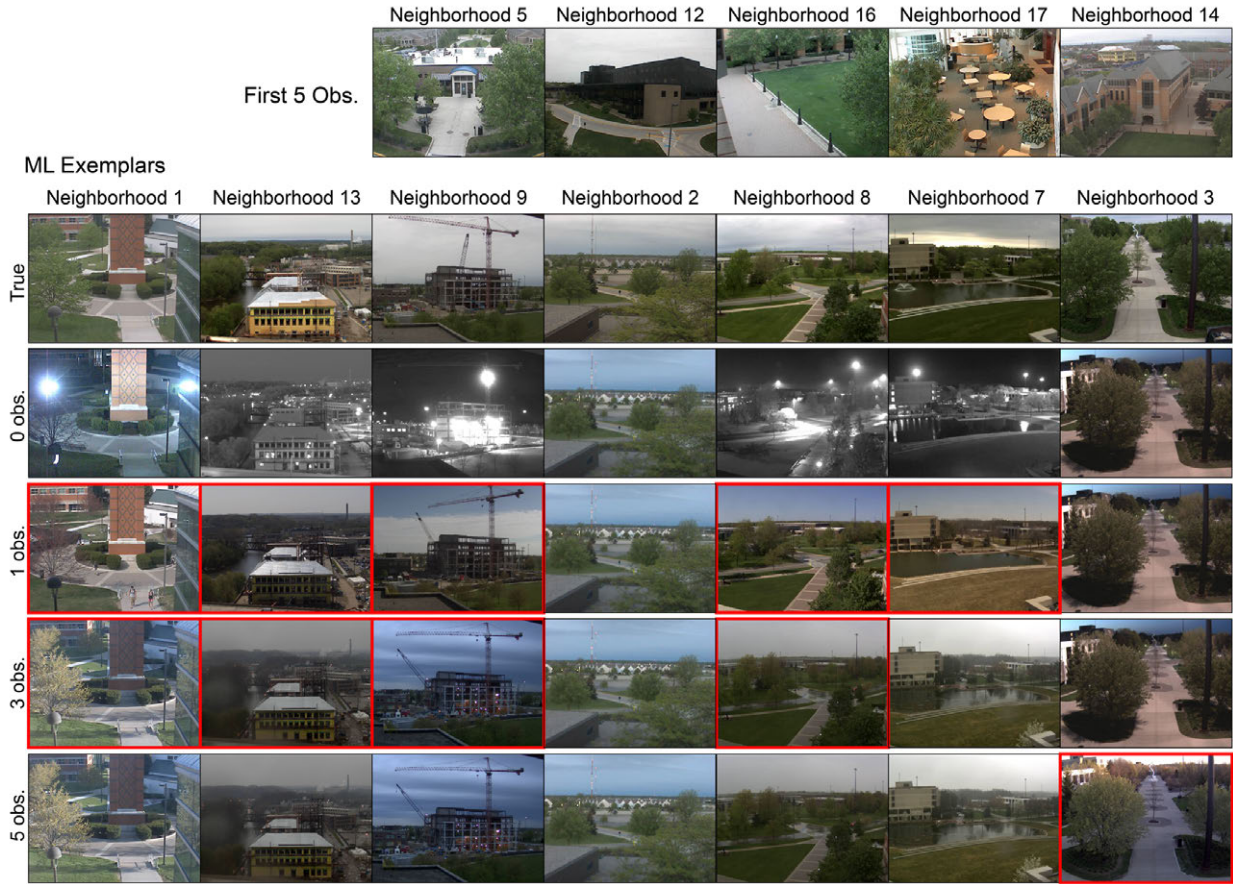 Neighborhood 5 Neighborhood 12 Neighborhood 16 Neighborhood 17 Neighborhood 14
First 5 Obs.
ML Exemplars
Neighborhood 1 Neighborhood 13 Neighborhood 9 Neighborhood 2 Neighborhood 8 Neighborhood 7 Neighborhood 3
True
0 obs.
1 obs.
3 obs.
5 obs.